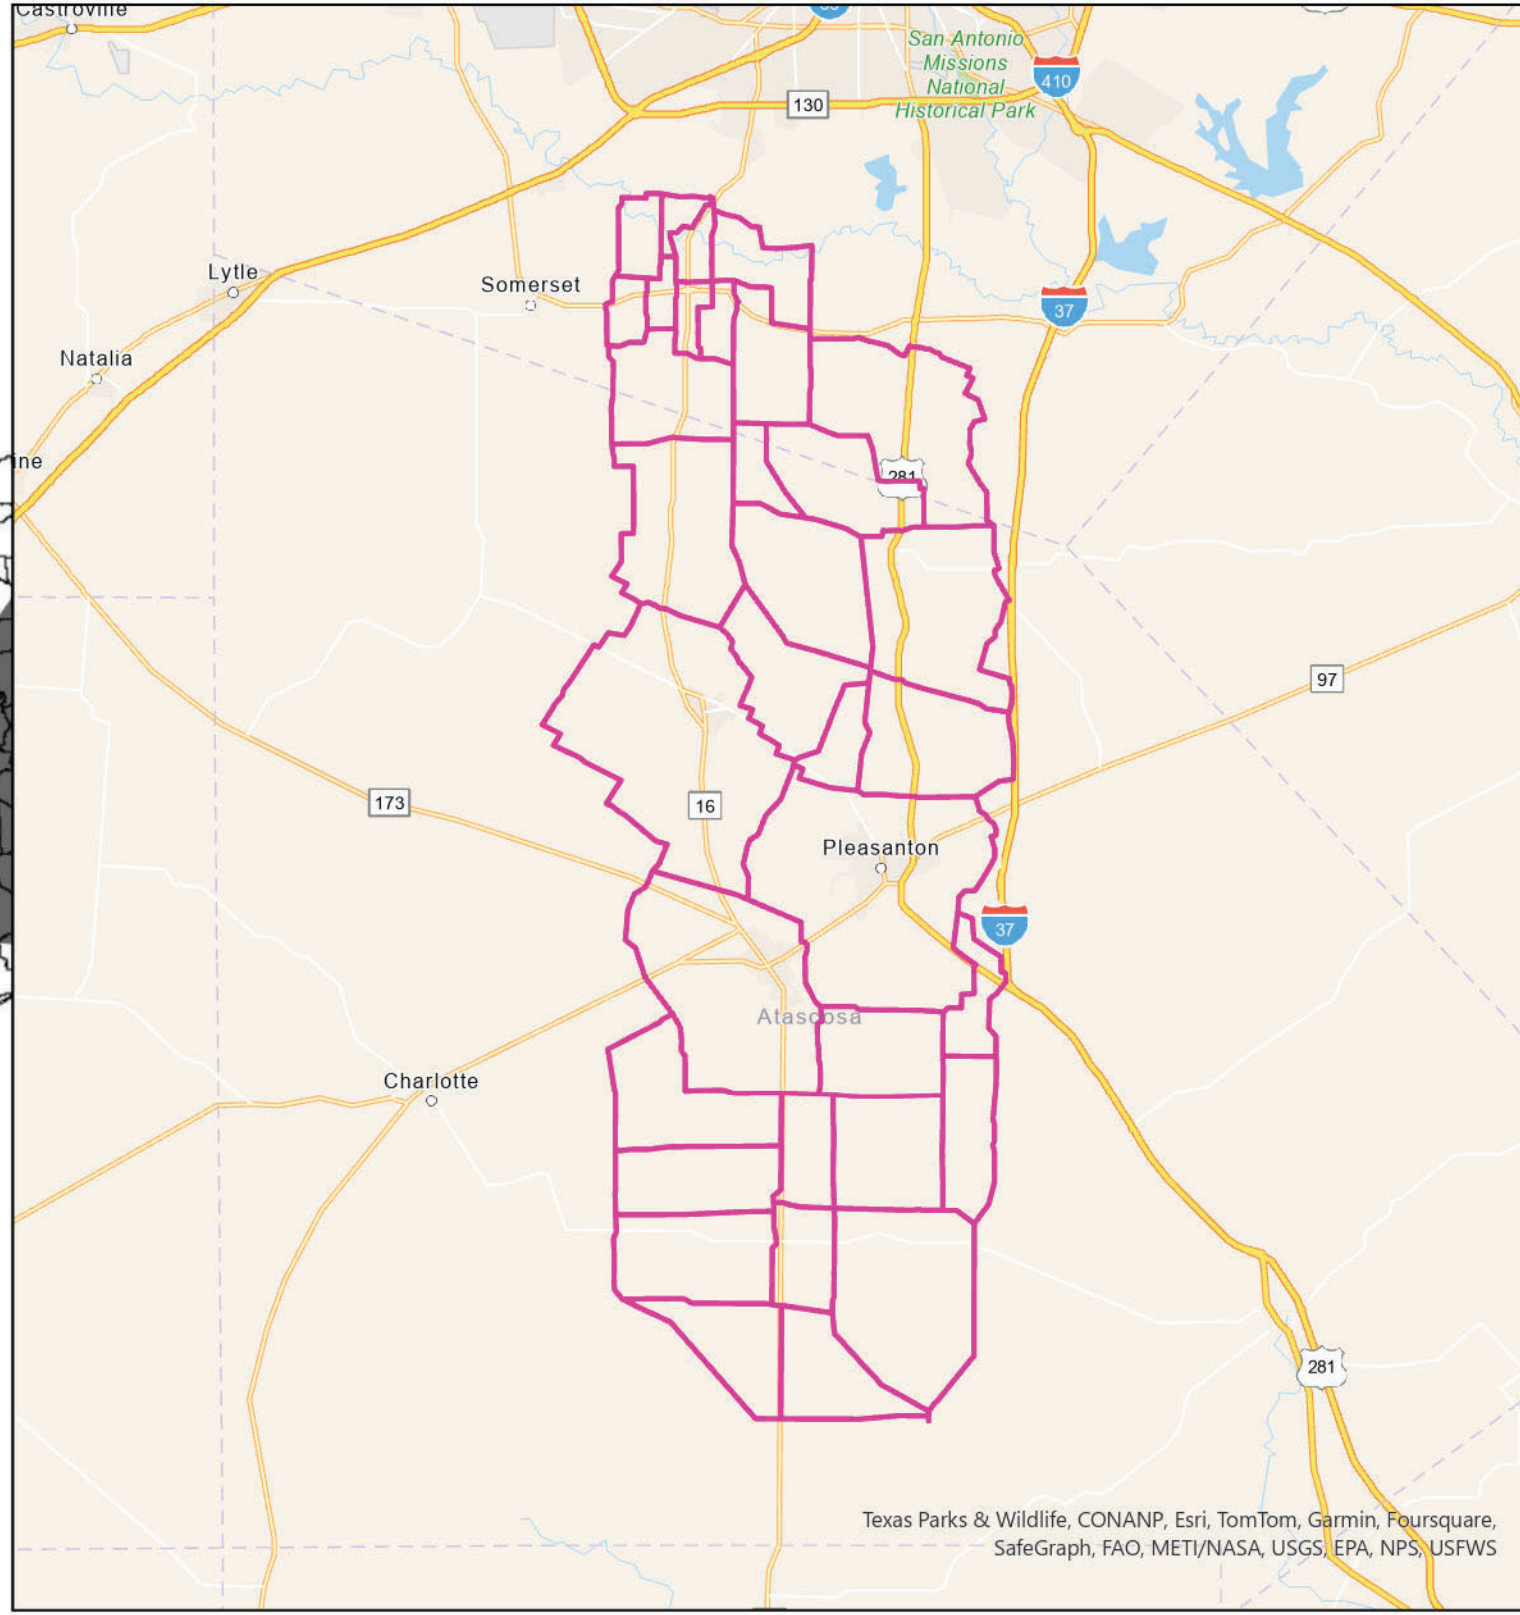 Castroville
San Antonio
Missions
National
Historical Park
410
130
Lytle
Somerset
37
Natalia
ine
281
97
173
16
Pleasanton
37
Atascosa
Charlotte
281
Texas Parks & Wildlife, CONANP, Esri, TomTom, Garmin, Foursquare,
SafeGraph, FAO, METI/NASA, USGS, EPA, NPS, USFWS